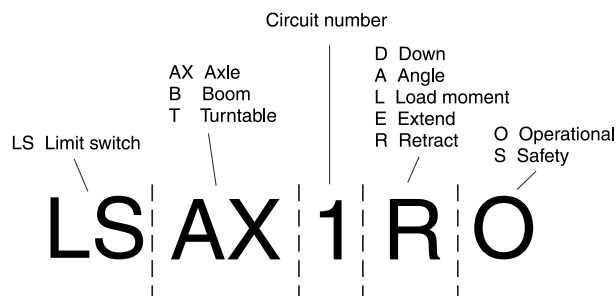 Circuit number
AX Axle
B Boom
T Turntable
D Down
A Angle
L Load moment
E Extend
R Retract
LS Limit switch
O Operational
S Safety
LS AX 1 R O